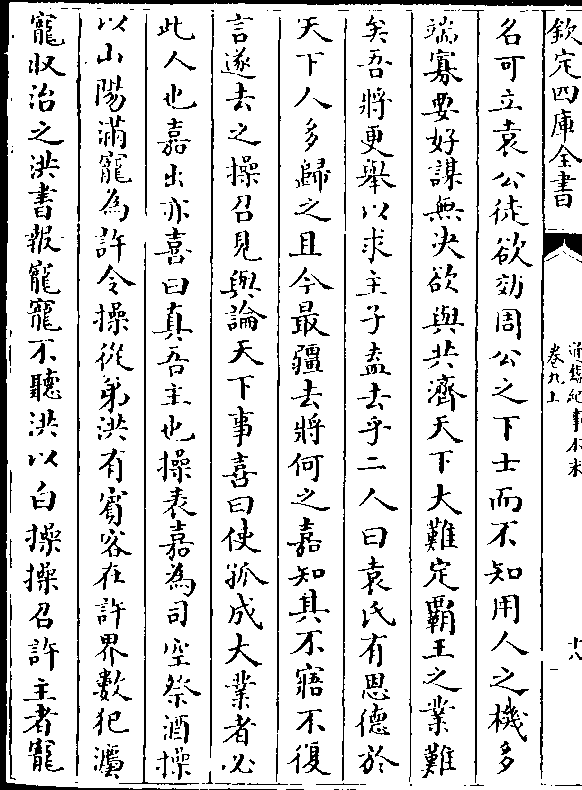 欽定四庫全書
通鑑紀事本末
卷九上
十八
名可立袁公徒欲効周公之下士而不知用人之機多
端寡要好謀無決欲與共濟天下大難定霸王之業難
矣吾將更舉以求主子盍去乎二人曰袁氏有恩德於
天下人多歸之且今最彊去將何之嘉知其不寤不復
言遂去之操召見與論天下事喜曰使孤成大業者必
此人也嘉出亦喜曰真吾主也操表嘉為司空祭酒操
以山陽滿寵為許令操從弟洪有賓客在許界數犯瀆
寵収治之洪書報寵寵不聽洪以白操操召許主者寵